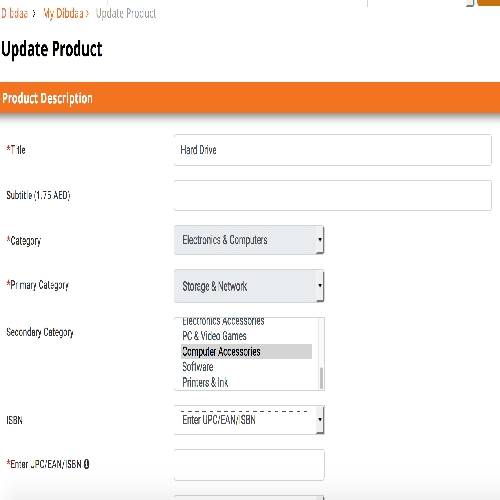 Dibdaa > My Dibdaa > Update Product
Update Product
Product Description
*Title Hard Drive
Subtitle (1.75 AED)
*Category Electronics & Computers
*Primary Category Storage & Network
Electronics Accessories
Secondary Category PC & Video Games
Computer Accessories
Software
Printers & Ink
ISBN Enter UPC/EAN/ISBN
*Enter UPC/EAN/ISBN